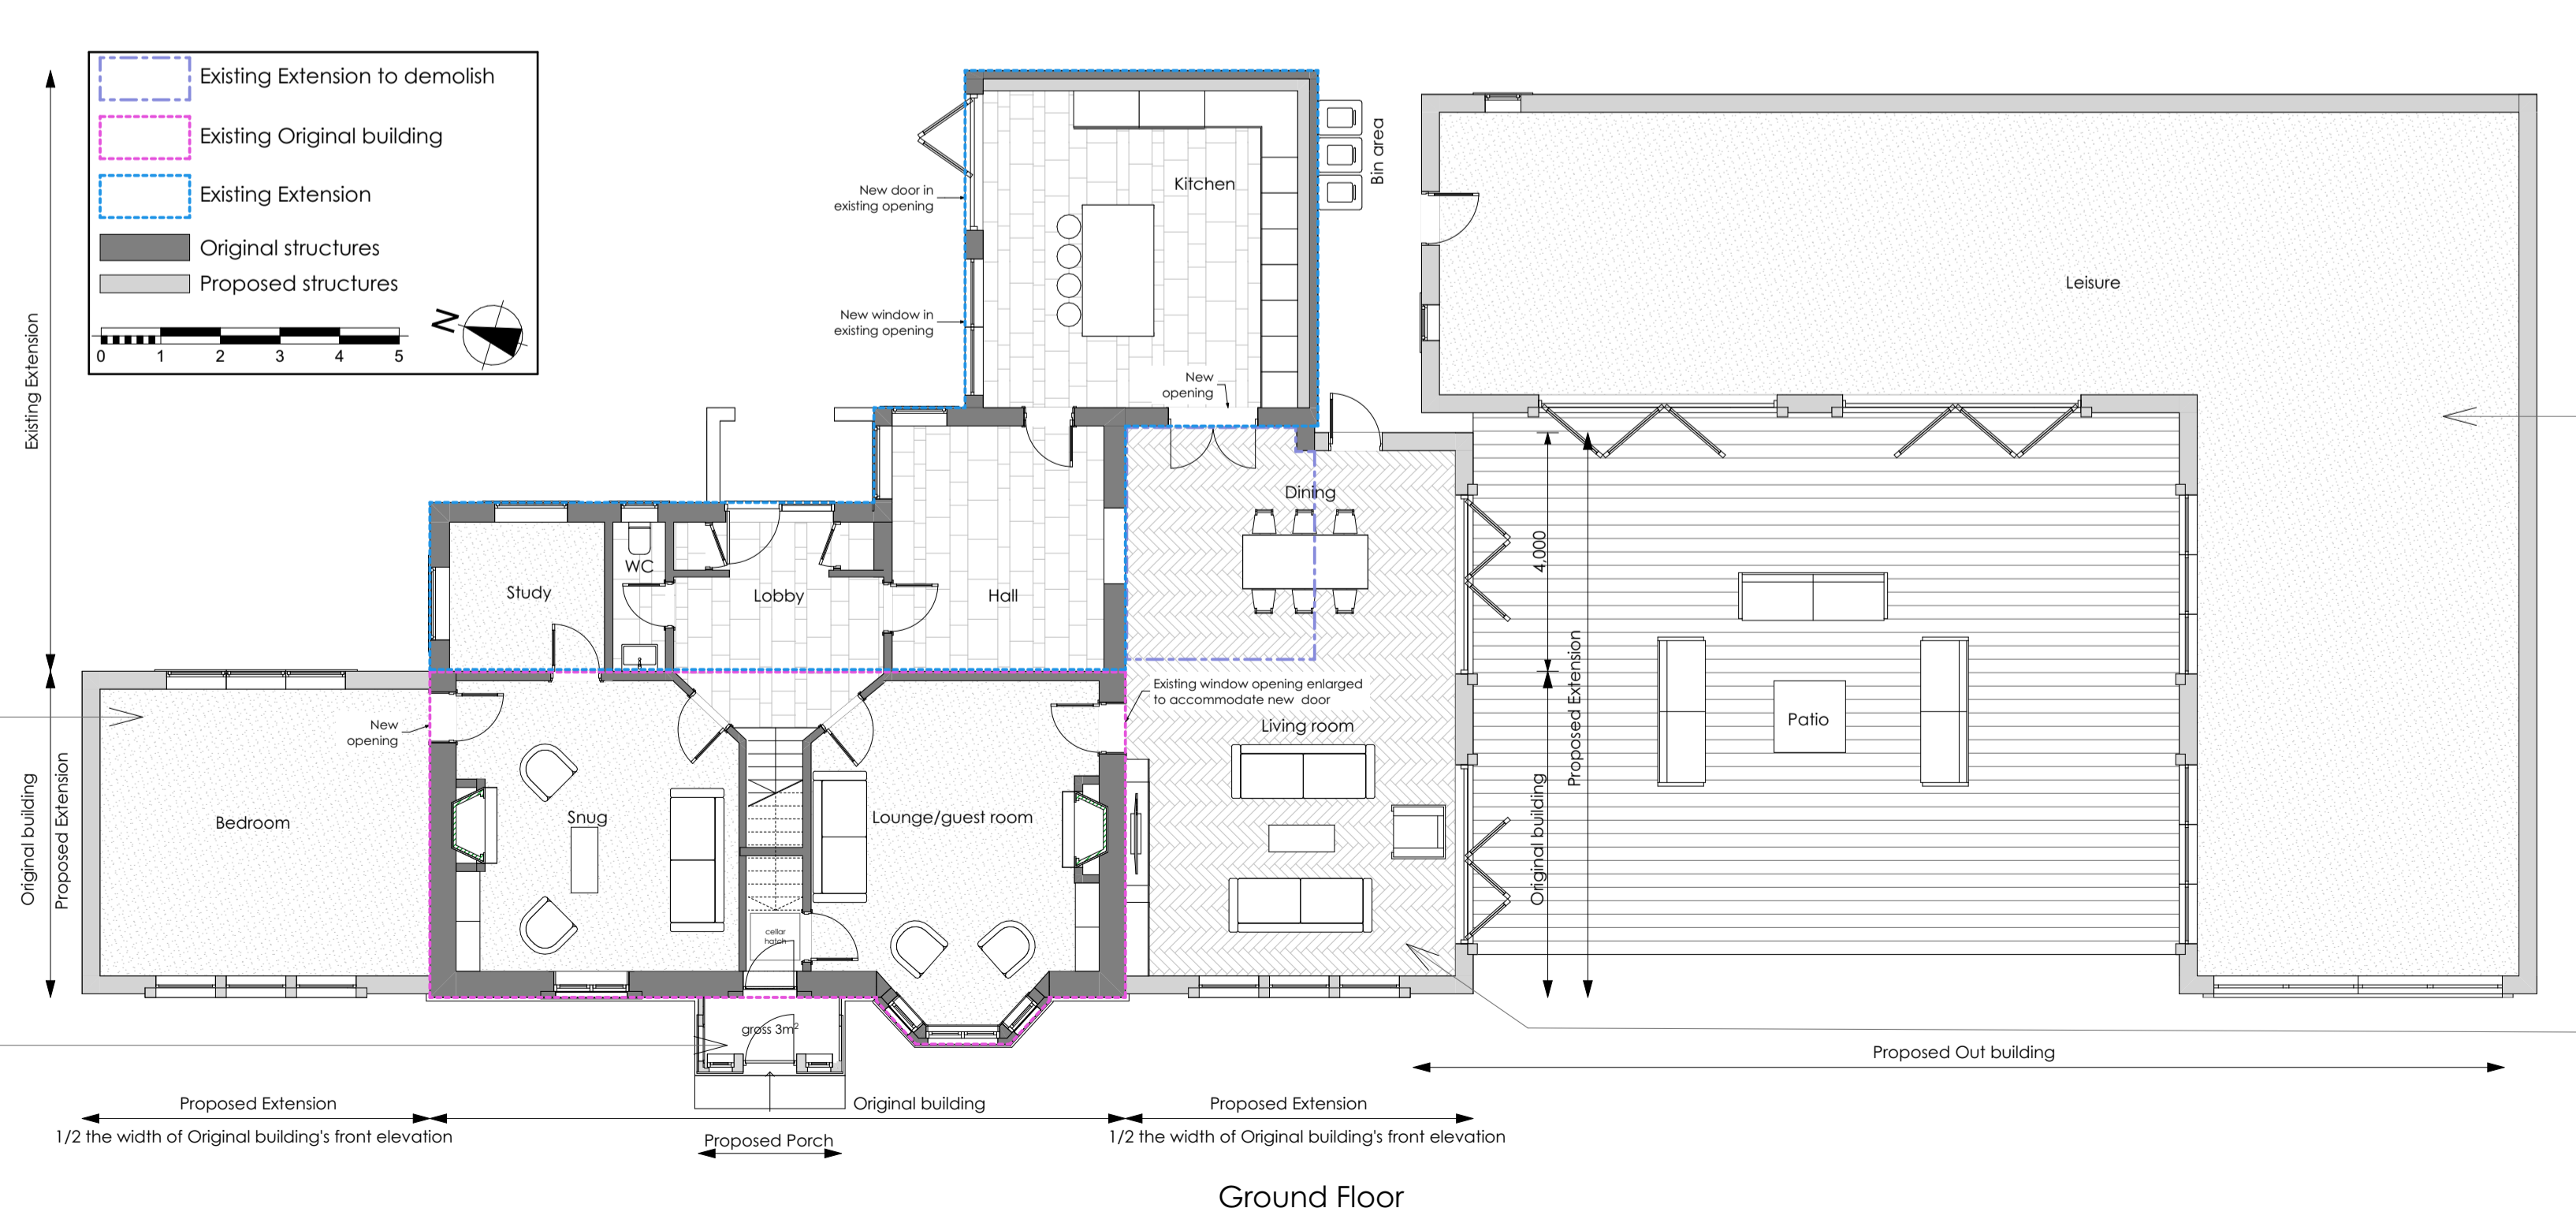 Existing Extension to demolish
Existing Original building
Existing Extension
Original structures
Proposed structures
N
0 1 2 3 4 5
Existing Extension
New door in
existing opening
New window in
existing opening
Kitchen
Bin area
New
opening
Leisure
Dining
Study
WC
Lobby
Hall
4,000
Proposed Extension
Original building
Existing window opening enlarged
to accommodate new door
Living room
Patio
New
opening
Original building
Proposed Extension
Bedroom
Snug
Lounge/guest room
cellar
hatch
gross 3m²
Proposed Out building
Proposed Extension
1/2 the width of Original building's front elevation
Original building
Proposed Porch
Proposed Extension
1/2 the width of Original building's front elevation
Ground Floor